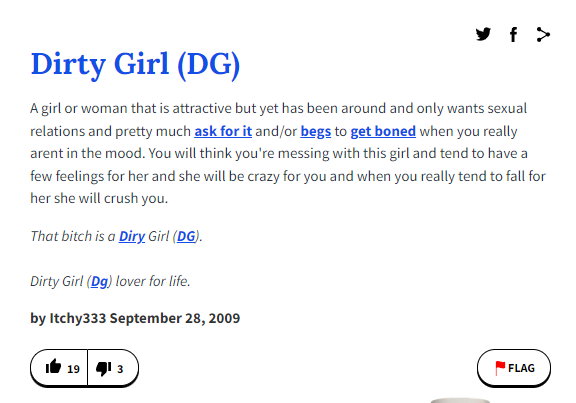 Dirty Girl (DG)
A girl or woman that is attractive but yet has been around and only wants sexual
relations and pretty much ask for it and/or begs to get boned when you really
arent in the mood. You will think you're messing with this girl and tend to have a
few feelings for her and she will be crazy for you and when you really tend to fall for
her she will crush you.
That bitch is a Diry Girl (DG).
Dirty Girl (Dg) lover for life.
by Itchy333 September 28, 2009
19 3 FLAG